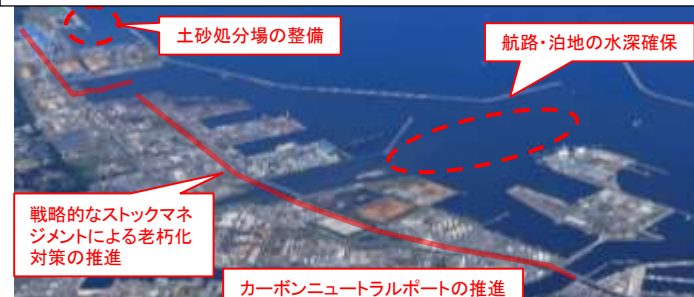 土砂処分場の整備
航路・泊地の水深確保
戦略的なストックマネ
ジメントによる老朽化
対策の推進
カーボンニュートラルポートの推進